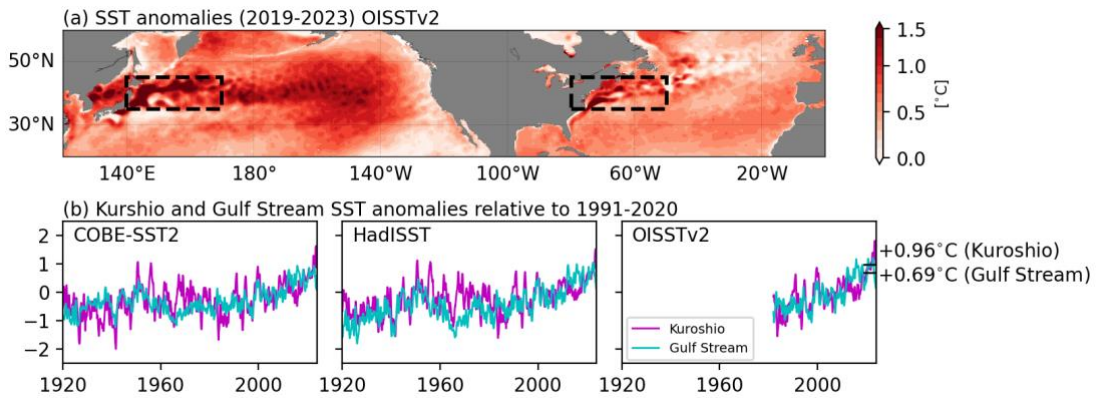 (a) SST anomalies (2019-2023) OISSTv2
50°N
30°N
140°E
180°
140°W
100°W
60°W
20°W
1.5
1.0
0.5
0.0
[°C]
(b) Kurshio and Gulf Stream SST anomalies relative to 1991-2020
COBE-SST2
HadISST
OISSTv2
2
1
0
−1
−2
+0.96°C (Kuroshio)
+0.69°C (Gulf Stream)
Kuroshio
Gulf Stream
1920
1960
2000
1920
1960
2000
1920
1960
2000